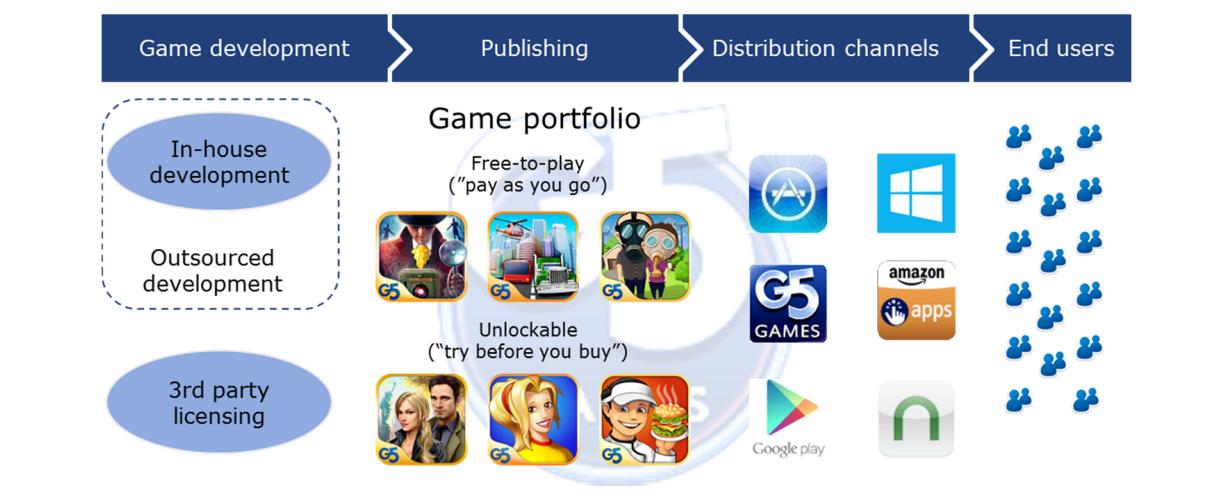 Game development
Publishing
Distribution channels
End users
In-house
development
Outsourced
development
3rd party
licensing
Game portfolio
Free-to-play
(”pay as you go”)
G5
G5
G5
Unlockable
(“try before you buy”)
G5
G5
G5
G5
GAMES
amazon
apps
Google play
n